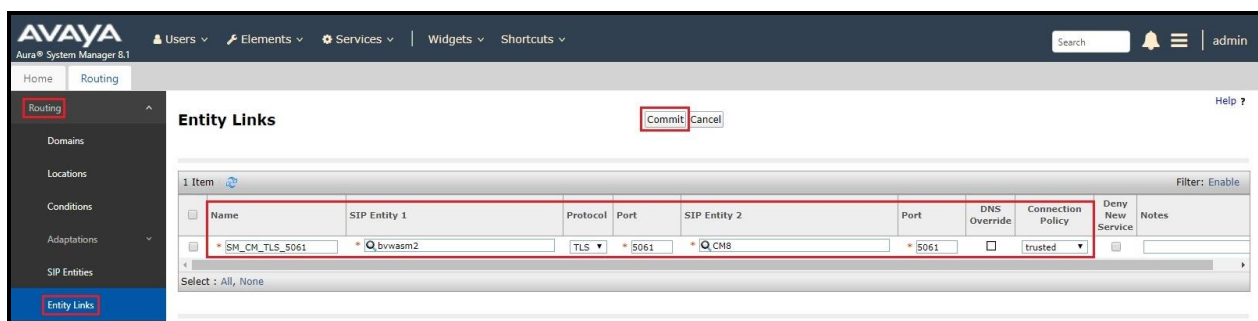 AVAYA
Aura® System Manager 8.1
Users Elements Services | Widgets Shortcuts
Search
admin
Home Routing
Routing
Help ?
Entity Links
Commit Cancel
Domains
Locations
Conditions
Adaptations
SIP Entities
Entity Links
1 Item
Filter: Enable
Name SIP Entity 1 Protocol Port SIP Entity 2 Port DNS Override Connection Policy Deny New Service Notes
* SM_CM_TLS_5061 * bvwasm2 TLS * 5061 * CM8 * 5061 trusted
Select : All, None